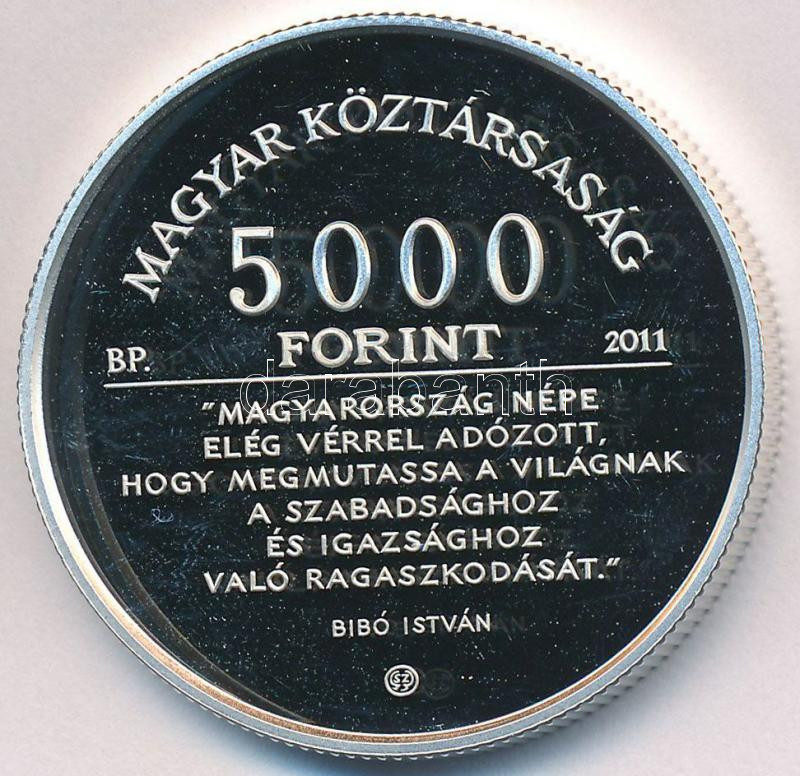 MAGYAR KÖZTÁRSASÁG
5000
FORINT
BP. 2011
darabanth
"MAGYARORSZÁG NÉPE
ELÉG VÉRREL ADÓZOTT,
HOGY MEGMUTASSA A VILÁGNAK
A SZABADSÁGHOZ
ÉS IGAZSÁGHOZ
VALÓ RAGASZKODÁSÁT."
BIBÓ ISTVÁN